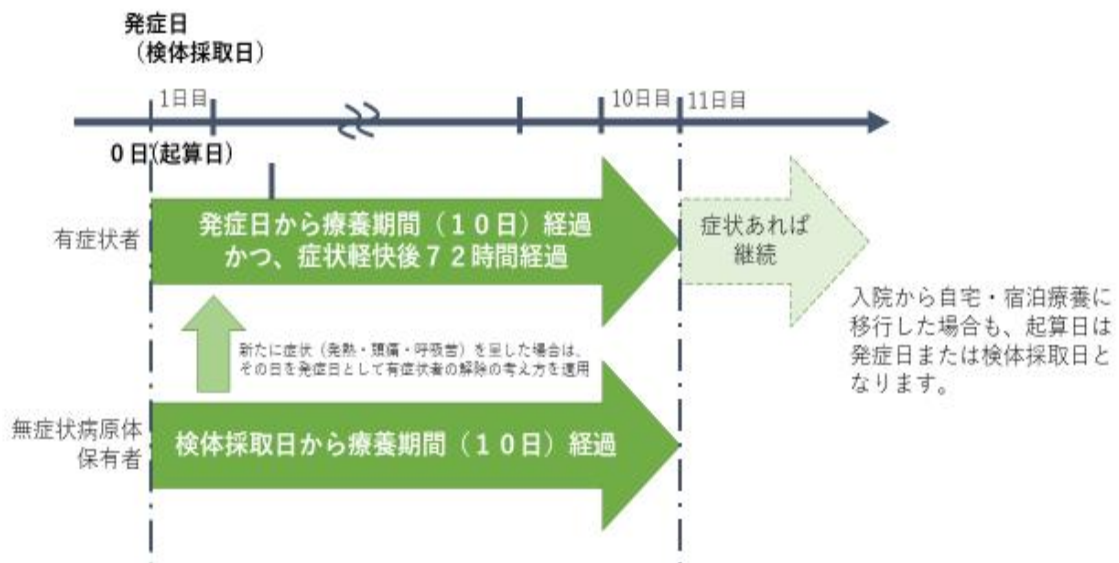 発症日
（検体採取日）
1日目
10日目
11日目
０日(起算日)
有症状者
発症日から療養期間（１０日）経過
かつ、症状軽快後７２時間経過
症状あれば
継続
入院から自宅・宿泊療養に
移行した場合も、起算日は
発症日または検体採取日と
なります。
新たに症状（発熱・頭痛・呼吸苦）を呈した場合は、
その日を発症日として有症状者の解除の考え方を適用
無症状病原体
保有者
検体採取日から療養期間（１０日）経過